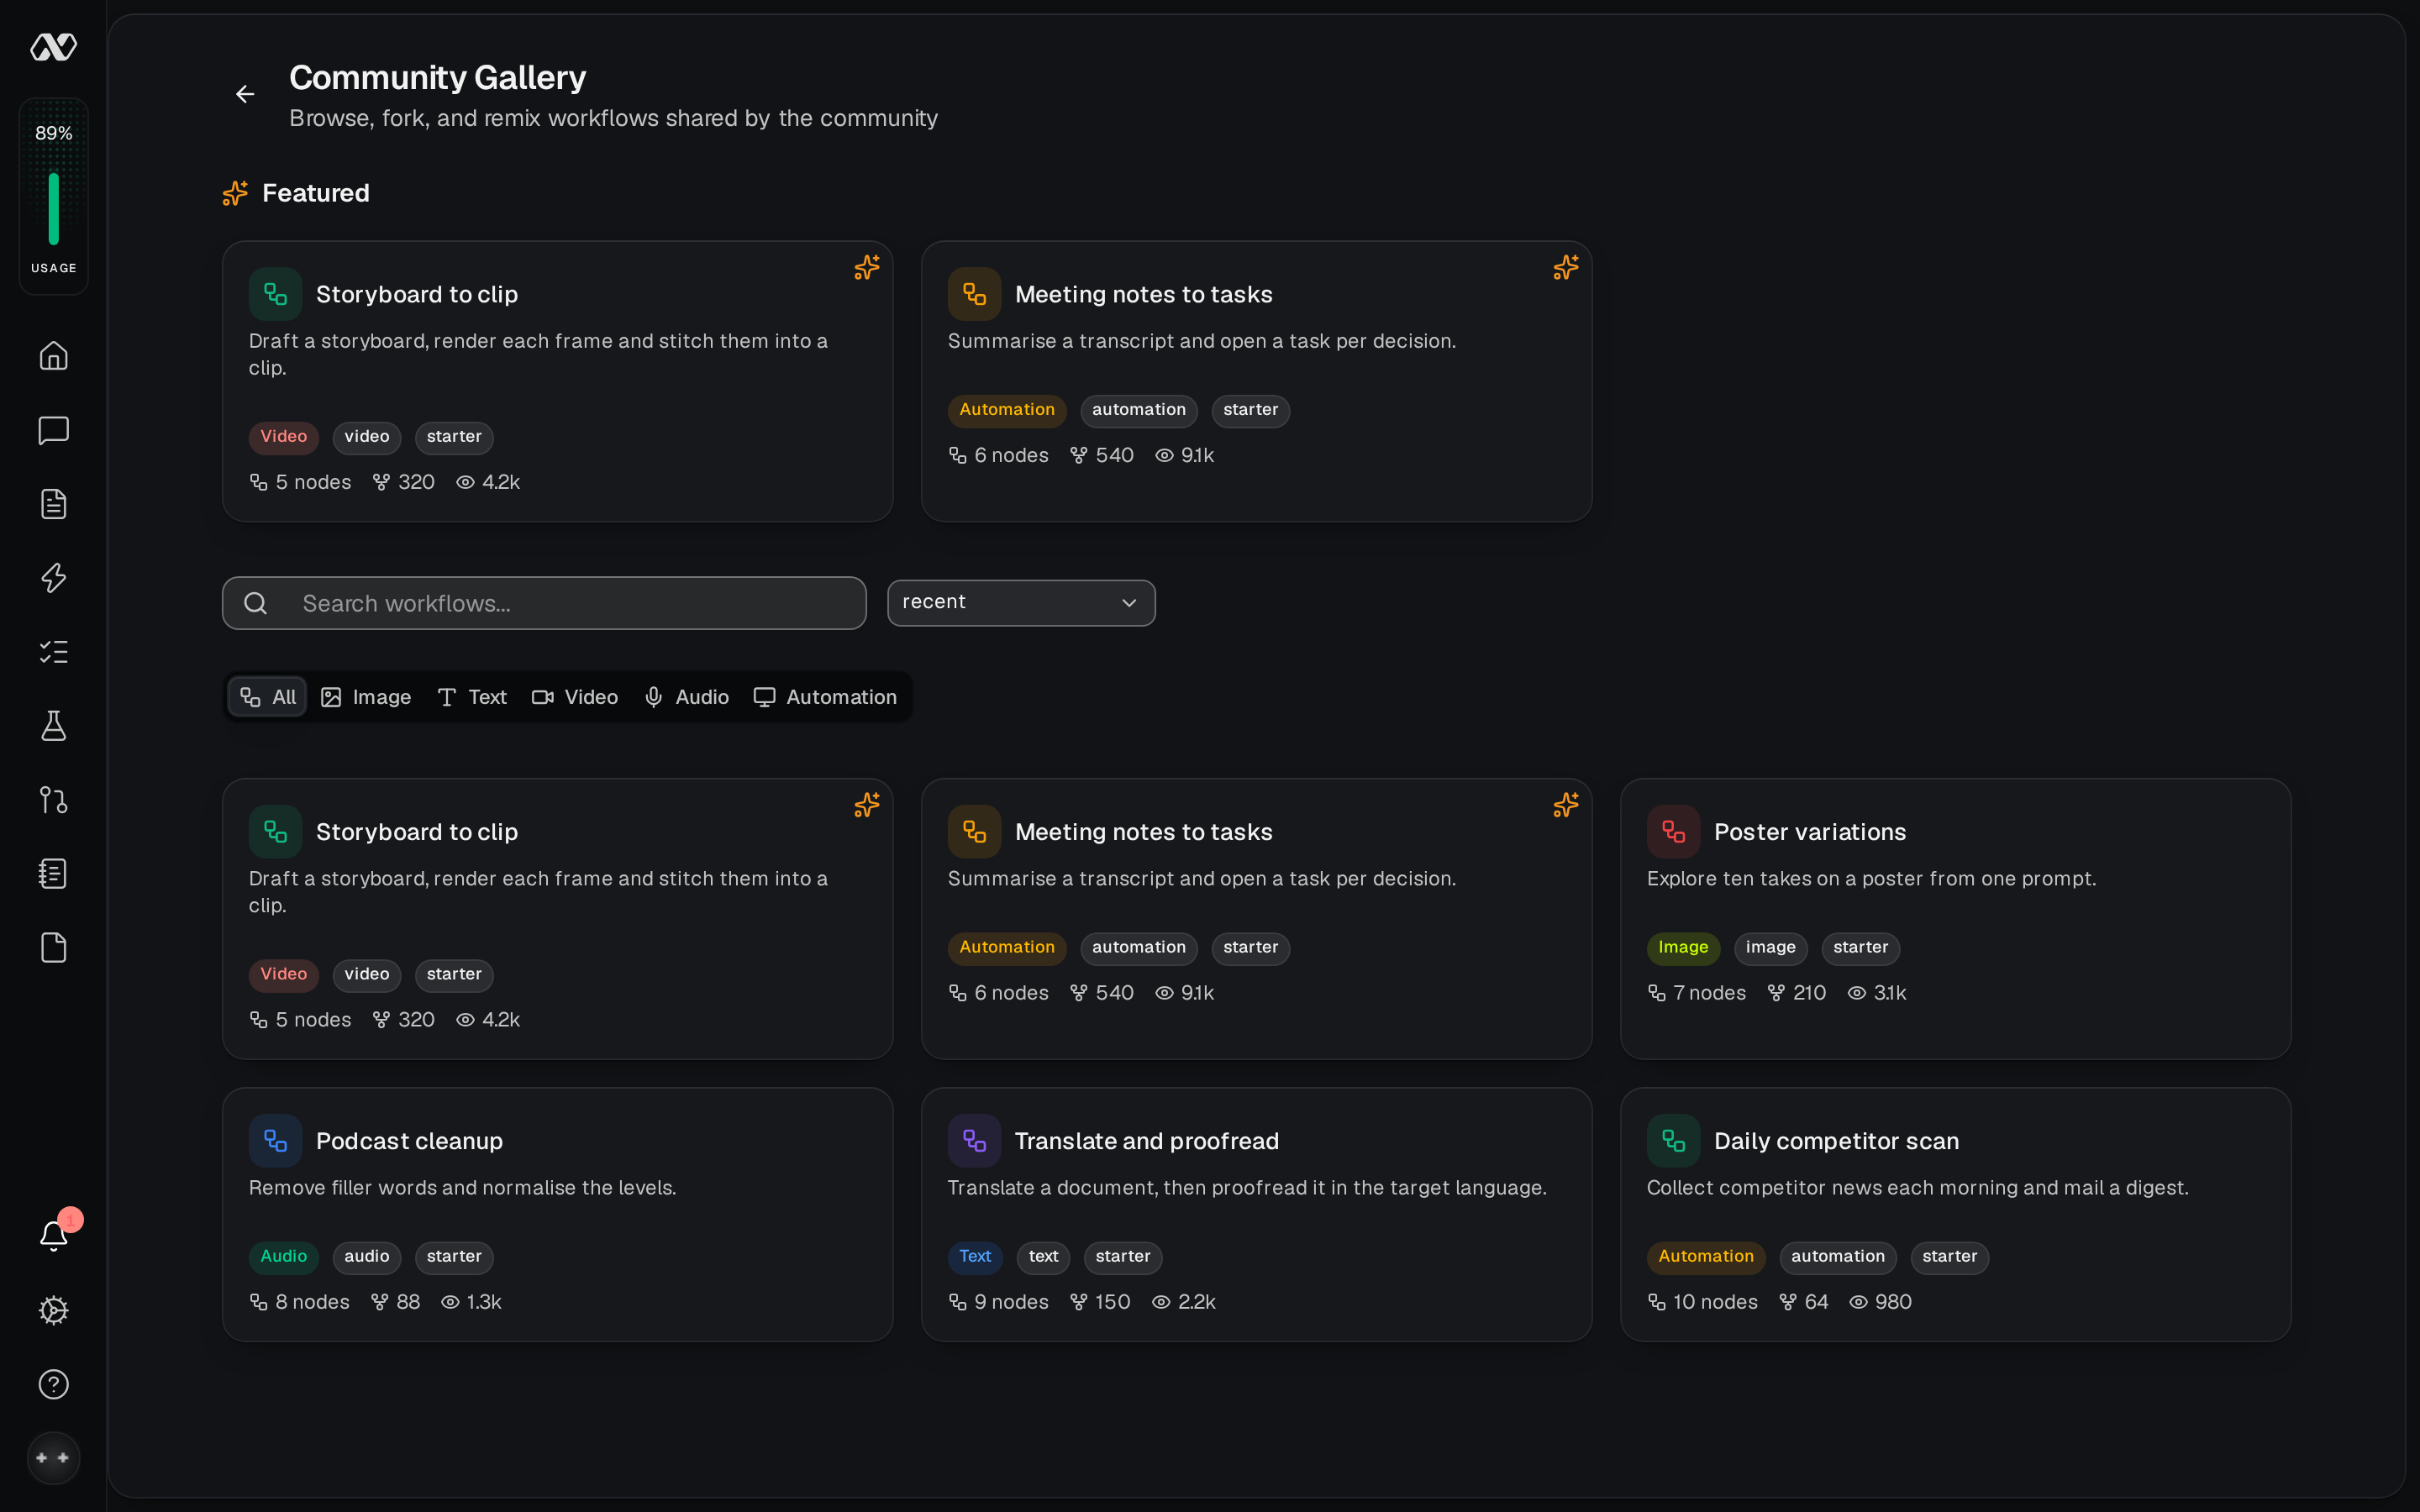 Community Gallery
Browse, fork, and remix workflows shared by the community
89%
USAGE
Featured
Storyboard to clip
Draft a storyboard, render each frame and stitch them into a
clip.
Video video starter
5 nodes 320 4.2k
Meeting notes to tasks
Summarise a transcript and open a task per decision.
Automation automation starter
6 nodes 540 9.1k
Search workflows...
recent
All Image Text Video Audio Automation
Storyboard to clip
Draft a storyboard, render each frame and stitch them into a
clip.
Video video starter
5 nodes 320 4.2k
Meeting notes to tasks
Summarise a transcript and open a task per decision.
Automation automation starter
6 nodes 540 9.1k
Poster variations
Explore ten takes on a poster from one prompt.
Image image starter
7 nodes 210 3.1k
Podcast cleanup
Remove filler words and normalise the levels.
Audio audio starter
8 nodes 88 1.3k
Translate and proofread
Translate a document, then proofread it in the target language.
Text text starter
9 nodes 150 2.2k
Daily competitor scan
Collect competitor news each morning and mail a digest.
Automation automation starter
10 nodes 64 980
1